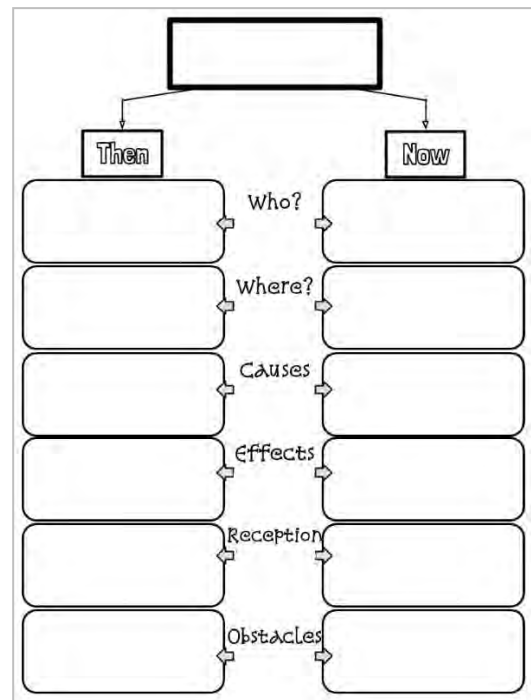 Then
Now
Who?
Where?
Causes
Effects
Reception
Obstacles